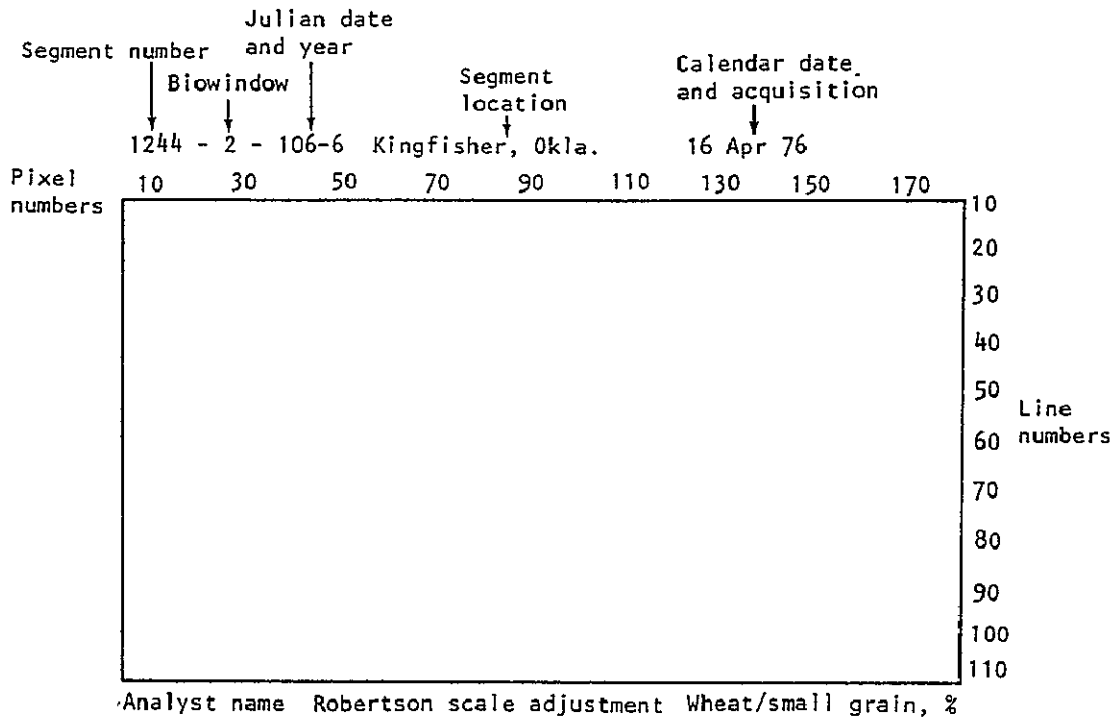 Julian date
and year
Segment number
Biowindow
Segment
location
Calendar date
and acquisition
1244 - 2 - 106-6 Kingfisher, Okla. 16 Apr 76
Pixel
numbers
10 30 50 70 90 110 130 150 170
10
20
30
40
50
Line
numbers
60
70
80
90
100
110
Analyst name Robertson scale adjustment Wheat/small grain, %